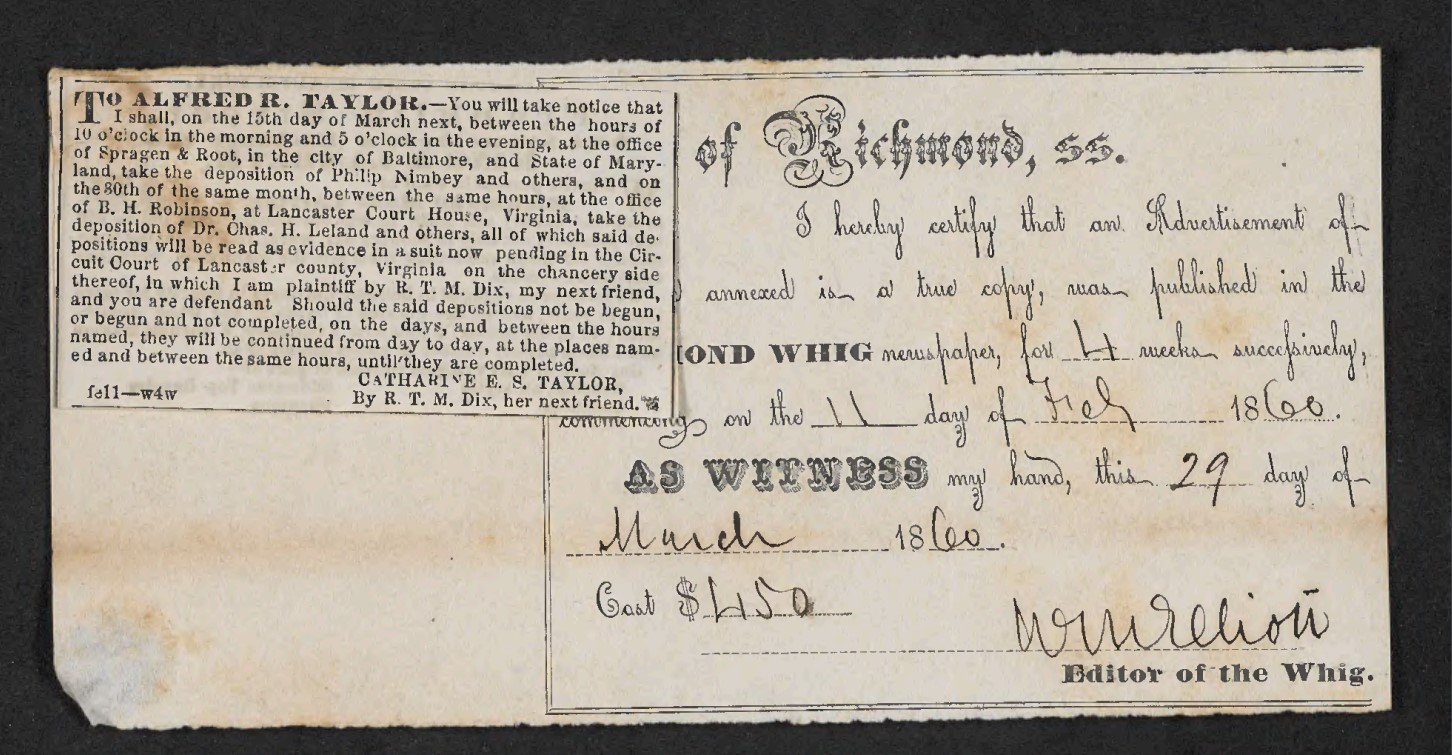 To ALFRED R. TAYLOR.—You will take notice that
I shall, on the 15th day of March next, between the hours of
10 o'clock in the morning and 5 o'clock in the evening, at the office
of Spragen & Root, in the city of Baltimore, and State of Mary-
land, take the deposition of Philip Nimbey and others, and on
the 30th of the same month, between the same hours, at the office
of B. H. Robinson, at Lancaster Court House, Virginia, take the
deposition of Dr. Chas. H. Leland and others, all of which said de-
positions will be read as evidence in a suit now pending in the Cir-
cuit Court of Lancaster county, Virginia on the chancery side
thereof, in which I am plaintiff by R. T. M. Dix, my next friend,
and you are defendant Should the said depositions not be begun,
or begun and not completed, on the days, and between the hours
named, they will be continued from day to day, at the places nam-
ed and between the same hours, until they are completed.
CATHARINE E. S. TAYLOR,
fe11—w4w By R. T. M. Dix, her next friend.
of Richmond, ss.
I hereby certify that an Advertisement of
annexed is a true copy, was published in the
OND WHIG newspaper, for 4 weeks successively,
commencing on the 11 day of Feb 1860.
AS WITNESS my hand, this 29 day of
March 1860.
Cost $450
Wm Elliott
Editor of the Whig.